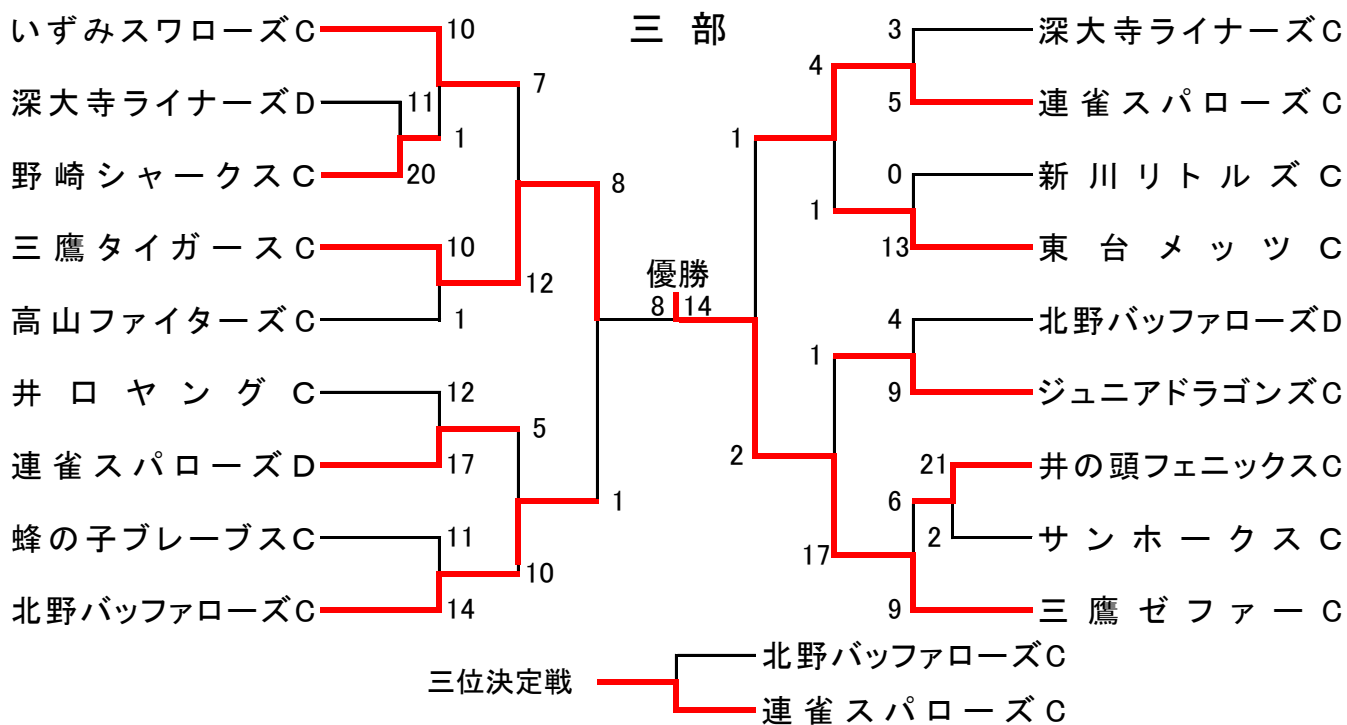 三部
いずみスワローズC
10
7
深大寺ライナーズD
11
1
野崎シャークスC
20
8
三鷹タイガースC
10
12
高山ファイターズC
1
井口ヤングC
12
5
連雀スパローズD
17
1
蜂の子ブレーブスC
11
10
北野バッファローズC
14
優勝
8
14
3
深大寺ライナーズC
4
5
連雀スパローズC
1
0
新川リトルズC
1
13
東台メッツC
4
北野バッファローズD
1
9
ジュニアドラゴンズC
2
21
井の頭フェニックスC
6
2
サンホークスC
17
9
三鷹ゼファーC
三位決定戦
北野バッファローズC
連雀スパローズC